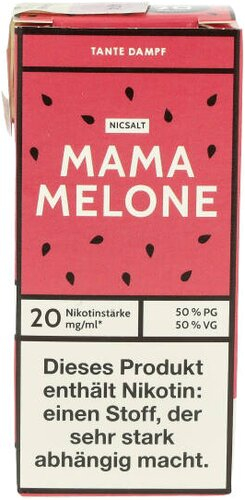 TANTE DAMPF
NICSALT
MAMA
MELONE
20 Nikotinstärke mg/ml*
50 % PG
50 % VG
Dieses Produkt
enthält Nikotin:
einen Stoff, der
sehr stark
abhängig macht.